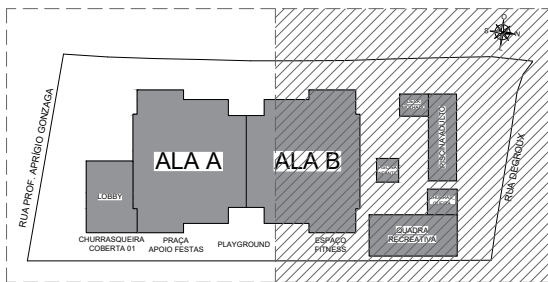 O
S
N
RUA PROF. APRÍGIO GONZAGA
ALA A
ALA B
LOBBY
CHURRASQUEIRA
COBERTA 01
PRAÇA
APOIO FESTAS
PLAYGROUND
ESPAÇO
FITNESS
QUADRA
RECREATIVA
RUA DEGROUX